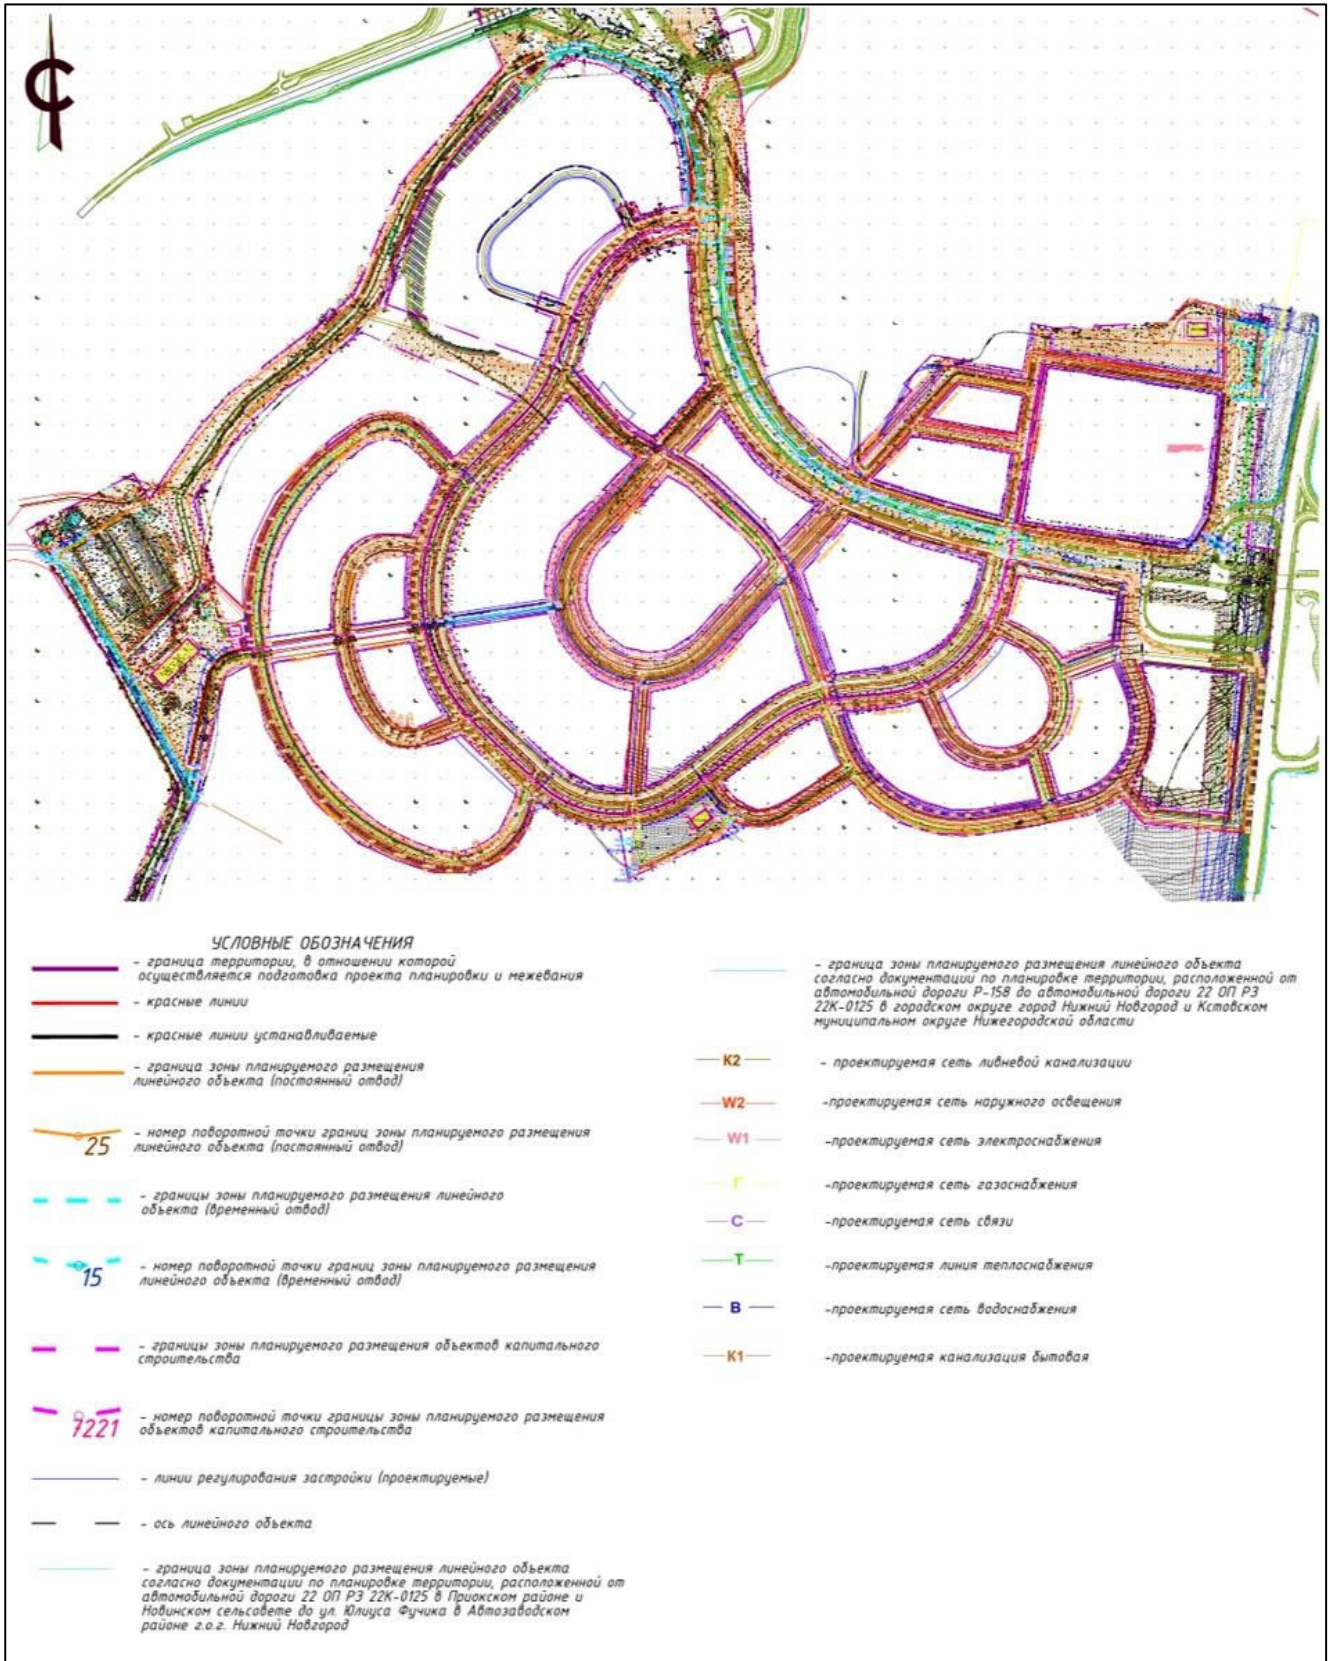 С
УСЛОВНЫЕ ОБОЗНАЧЕНИЯ
- граница территории, в отношении которой
осуществляется подготовка проекта планировки и межевания
- красные линии
- красные линии устанавливаемые
- граница зоны планируемого размещения
линейного объекта (постоянный отвод)
25
- номер поворотной точки границ зоны планируемого размещения
линейного объекта (постоянный отвод)
- границы зоны планируемого размещения линейного
объекта (временный отвод)
15
- номер поворотной точки границ зоны планируемого размещения
линейного объекта (временный отвод)
- границы зоны планируемого размещения объектов капитального
строительства
7221
- номер поворотной точки границы зоны планируемого размещения
объектов капитального строительства
- линии регулирования застройки (проектируемые)
- ось линейного объекта
- граница зоны планируемого размещения линейного объекта
согласно документации по планировке территории, расположенной от
автомобильной дороги 22 ОП РЗ 22К-0125 в Приокском районе и
Новинском сельсовете до ул. Юлиуса Фучика в Автозаводском
районе г.о.г. Нижний Новгород
- граница зоны планируемого размещения линейного объекта
согласно документации по планировке территории, расположенной от
автомобильной дороги Р-158 до автомобильной дороги 22 ОП РЗ
22К-0125 в городском округе город Нижний Новгород и Кстовском
муниципальном округе Нижегородской области
К2 - проектируемая сеть ливневой канализации
W2 -проектируемая сеть наружного освещения
W1 -проектируемая сеть электроснабжения
Г -проектируемая сеть газоснабжения
С -проектируемая сеть связи
Т -проектируемая линия теплоснабжения
В -проектируемая сеть водоснабжения
К1 -проектируемая канализация бытовая